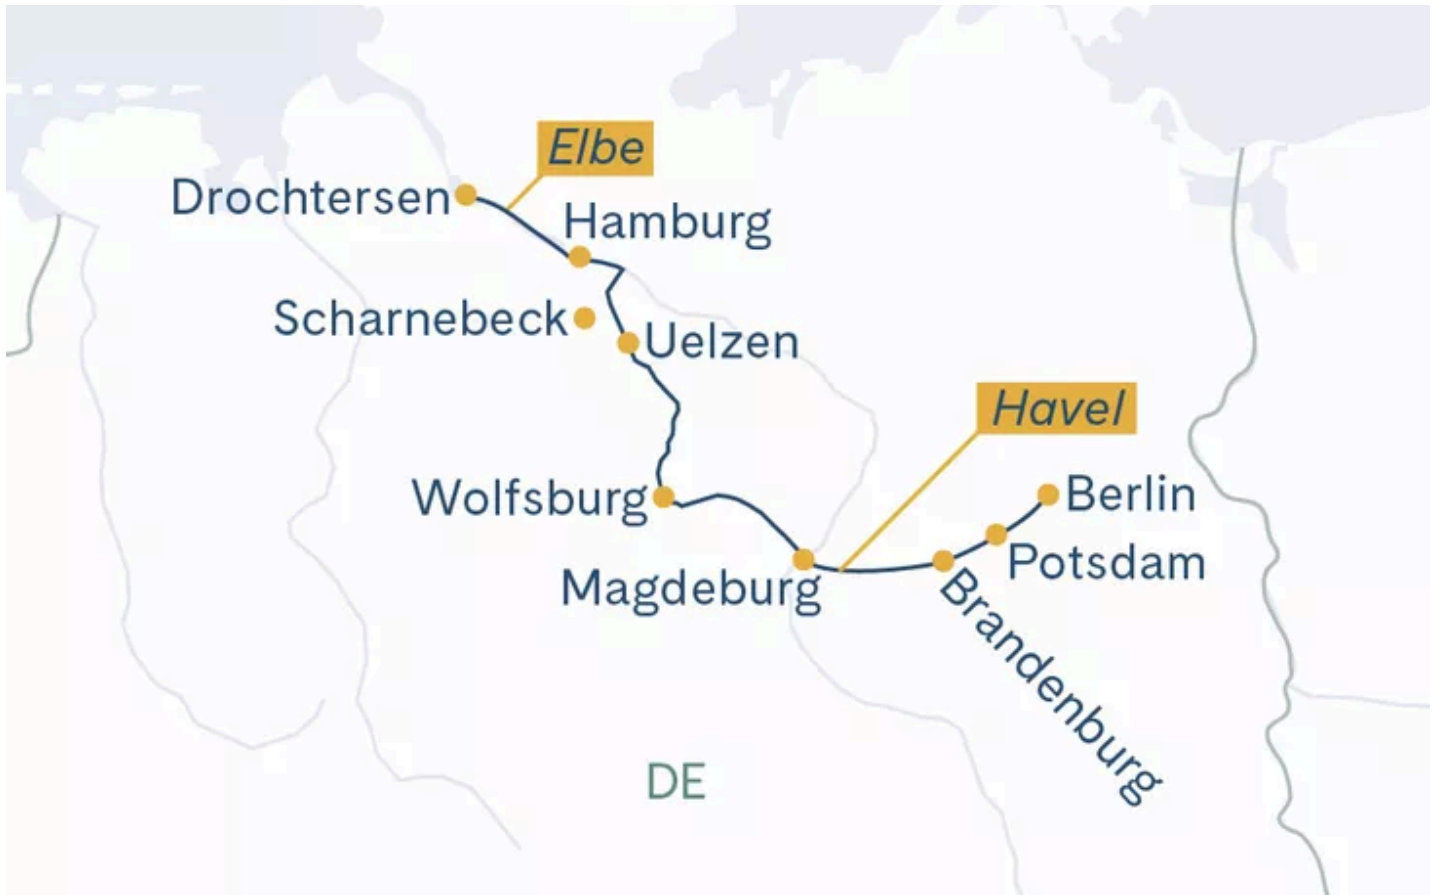 Elbe
Drochtersen
Hamburg
Scharnebeck
Uelzen
Havel
Wolfsburg
Berlin
Potsdam
Magdeburg
Brandenburg
DE